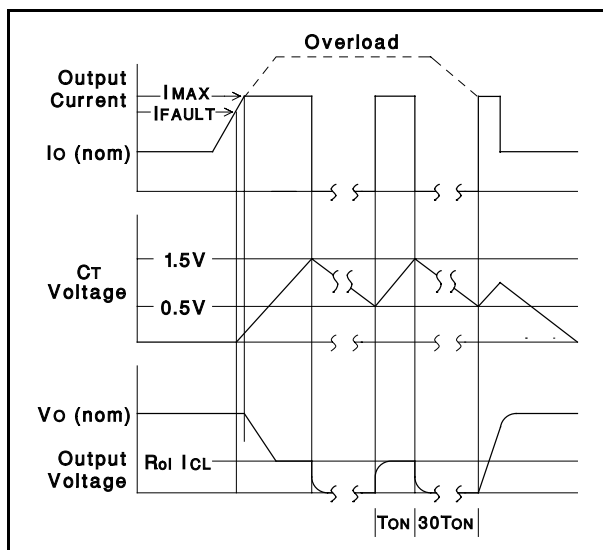 Overload
Output
Current
IMAX
IFAULT
IO (nom)
1.5V
CT
Voltage
0.5V
VO (nom)
Output
Voltage
Rol ICL
TON
30TON